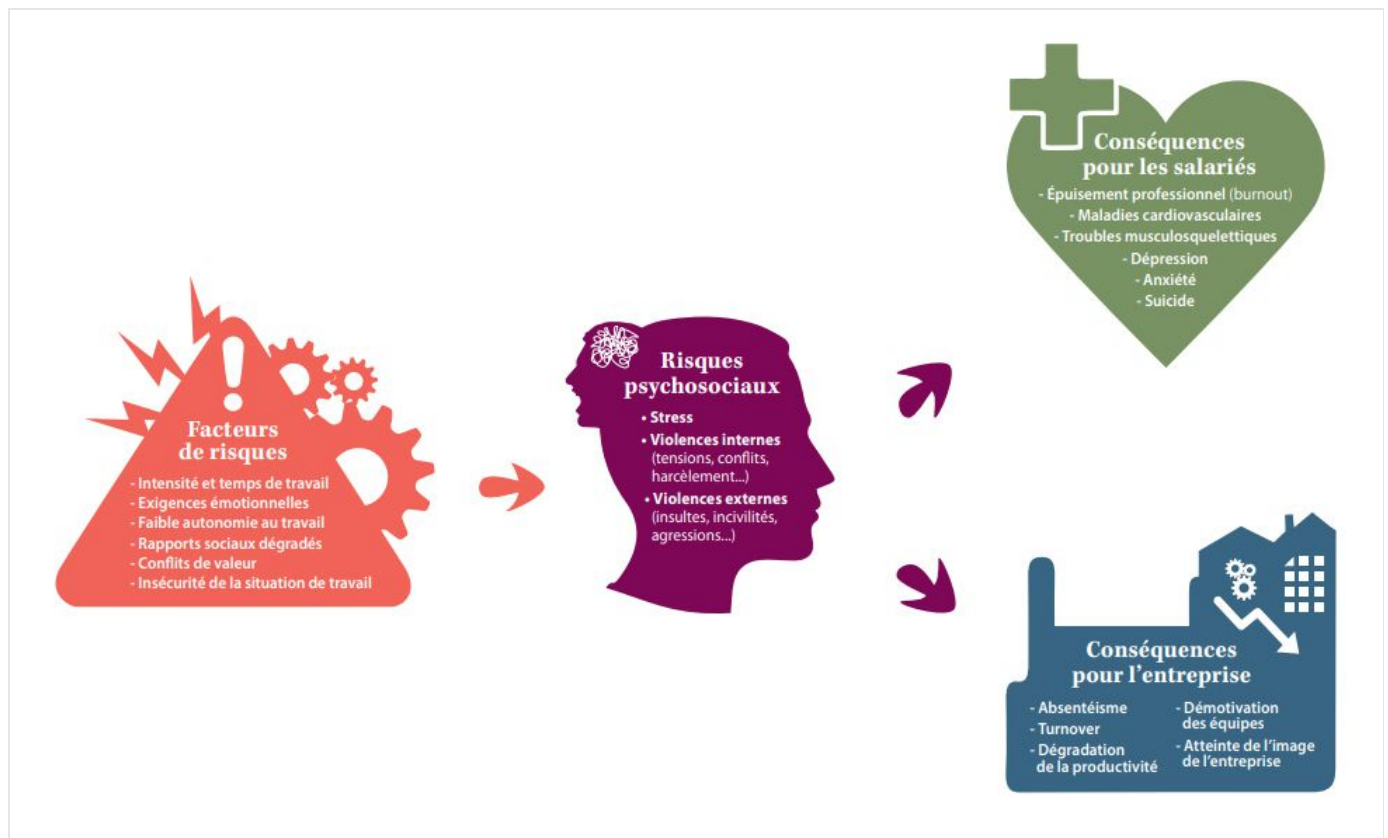 Facteurs
de risques
- Intensité et temps de travail
- Exigences émotionnelles
- Faible autonomie au travail
- Rapports sociaux dégradés
- Conflits de valeur
- Insécurité de la situation de travail
Risques
psychosociaux
• Stress
• Violences internes
(tensions, conflits,
harcèlement...)
• Violences externes
(insultes, incivilités,
agressions...)
Conséquences
pour les salariés
- Épuisement professionnel (burnout)
- Maladies cardiovasculaires
- Troubles musculosquelettiques
- Dépression
- Anxiété
- Suicide
Conséquences
pour l'entreprise
- Absentéisme
- Turnover
- Dégradation
de la productivité
- Démotivation
des équipes
- Atteinte de l'image
de l'entreprise